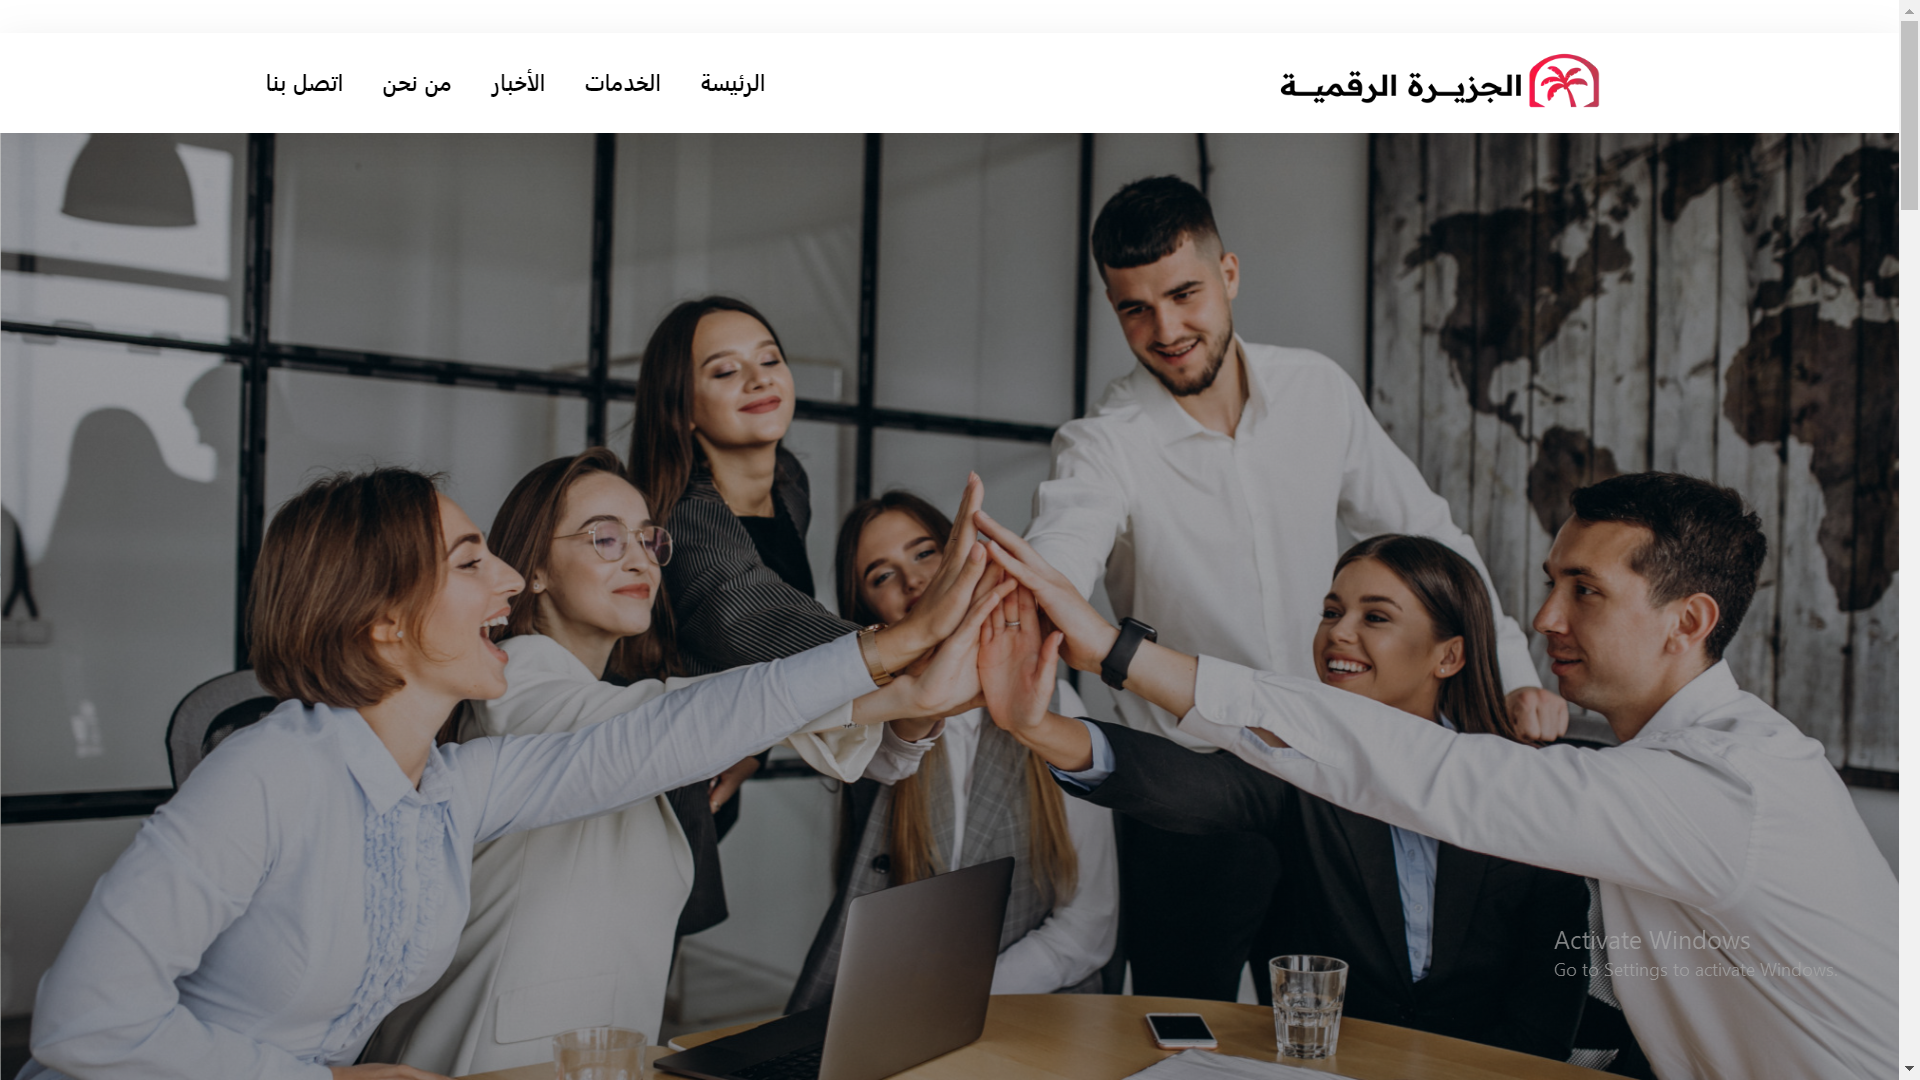 الجزيـرة الرقميـة
الرئيسة الخدمات الأخبار من نحن اتصل بنا
Activate Windows
Go to Settings to activate Windows.